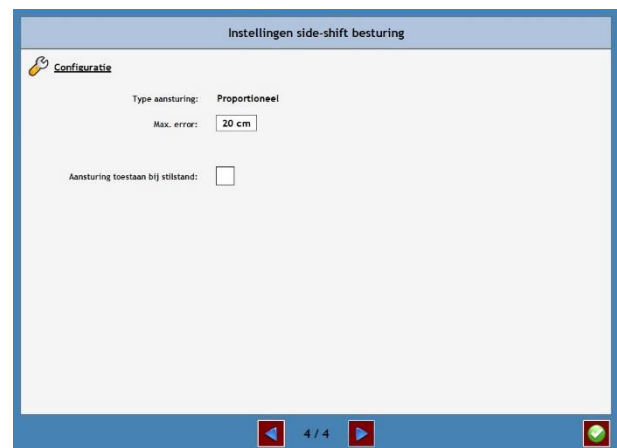 Instellingen side-shift besturing
Configuratie
Type aansturing: Proportioneel
Max. error: 20 cm
Aansturing toestaan bij stilstand:
4 / 4